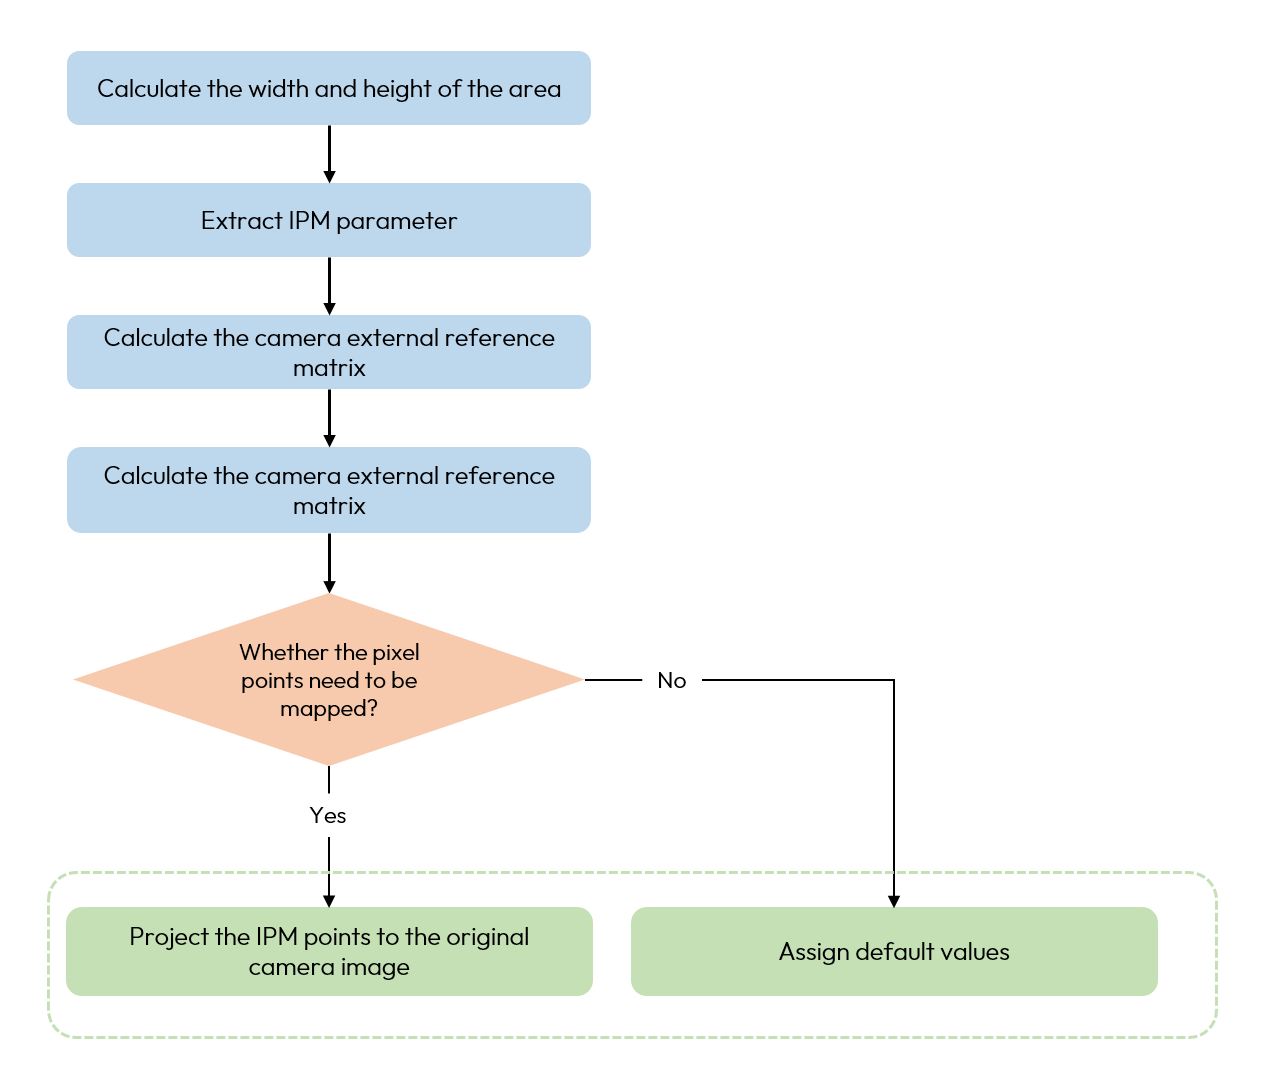 Calculate the width and height of the area
Extract IPM parameter
Calculate the camera external reference
matrix
Calculate the camera external reference
matrix
Whether the pixel
points need to be
mapped?
No
Yes
Project the IPM points to the original
camera image
Assign default values